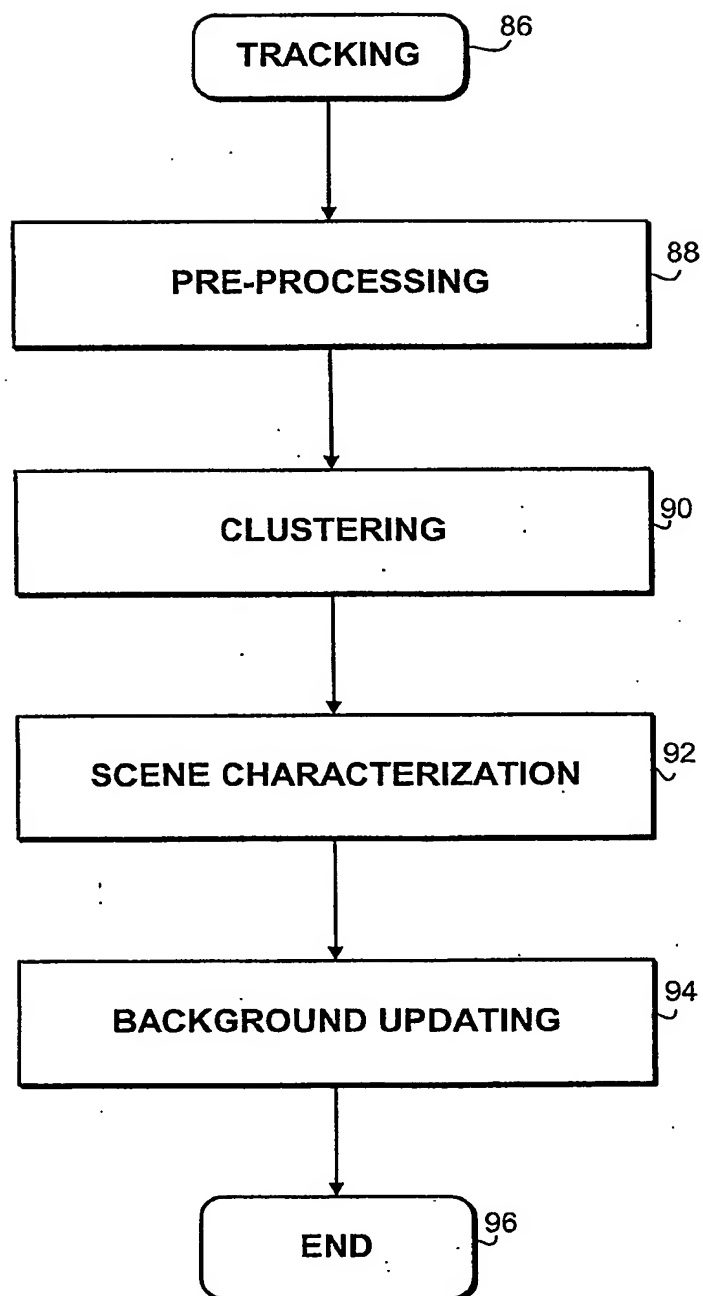 TRACKING
86
PRE-PROCESSING
88
CLUSTERING
90
SCENE CHARACTERIZATION
92
BACKGROUND UPDATING
94
END
96